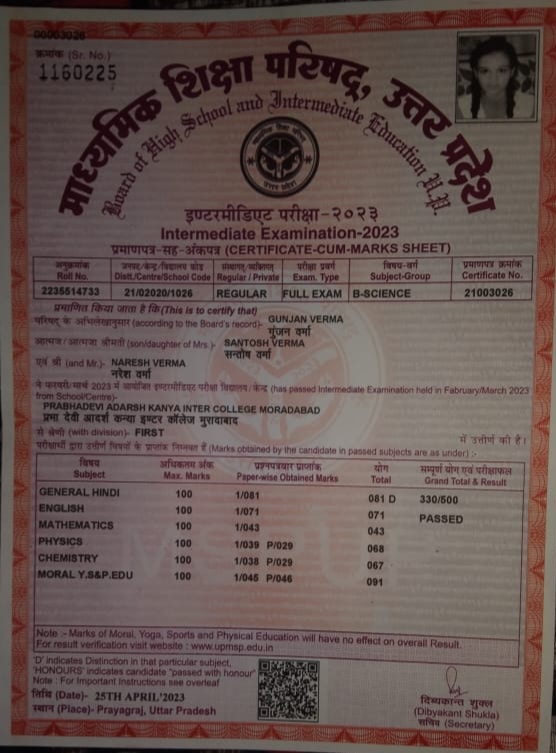 00003026
क्रमांक (Sr. No.)
1160225
माध्यमिक शिक्षा परिषद्, उत्तर प्रदेश
Board of High School and Intermediate Education U.P.
इण्टरमीडिएट परीक्षा-२०२३
Intermediate Examination-2023
प्रमाणपत्र-सह-अंकपत्र (CERTIFICATE-CUM-MARKS SHEET)
अनुक्रमांक जनपद/केन्द्र/विद्यालय कोड संस्थागत/व्यक्तिगत परीक्षा प्रवर्ग विषय-वर्ग प्रमाणपत्र क्रमांक
Roll No. Distt./Centre/School Code Regular / Private Exam. Type Subject-Group Certificate No.
2235514733 21/02020/1026 REGULAR FULL EXAM B-SCIENCE 21003026
प्रमाणित किया जाता है कि (This is to certify that)
परिषद् के अभिलेखानुसार (according to the Board's record)- GUNJAN VERMA
गुंजन वर्मा
आत्मज/आत्मजा श्रीमती (son/daughter of Mrs.)- SANTOSH VERMA
सन्तोष वर्मा
एवं श्री (and Mr.)- NARESH VERMA
नरेश वर्मा
ने फरवरी/मार्च 2023 में आयोजित इण्टरमीडिएट परीक्षा विद्यालय/केन्द्र (has passed Intermediate Examination held in Fabruary/March 2023
from School/Centre)-
PRABHADEVI ADARSH KANYA INTER COLLEGE MORADABAD
प्रभा देवी आदर्श कन्या इण्टर कॉलेज मुरादाबाद
से श्रेणी (with division)- FIRST में उत्तीर्ण की है।
परीक्षार्थी द्वारा उत्तीर्ण विषयों के प्राप्तांक निम्नवत हैं (Marks obtained by the candidate in passed subjects are as under) :-
विषय अधिकतम अंक प्रश्नपत्रवार प्राप्तांक योग सम्पूर्ण योग एवं परीक्षाफल
Subject Max. Marks Paper-wise Obtained Marks Total Grand Total & Result
GENERAL HINDI 100 1/081 081 D 330/500
ENGLISH 100 1/071 071 PASSED
MATHEMATICS 100 1/043 043
PHYSICS 100 1/039 P/029 068
CHEMISTRY 100 1/038 P/029 067
MORAL Y.S&P.EDU 100 1/045 P/046 091
Note :- Marks of Moral, Yoga, Sports and Physical Education will have no effect on overall Result.
For result verification visit website : www.upmsp.edu.in
'D' indicates Distinction in that particular subject,
'HONOURS' indicates candidate "passed with honour"
Note : For Important Instructions see overleaf
तिथि (Date)- 25TH APRIL'2023
स्थान (Place)- Prayagraj, Uttar Pradesh
दिव्यकान्त शुक्ल
(Dibyakant Shukla)
सचिव (Secretary)